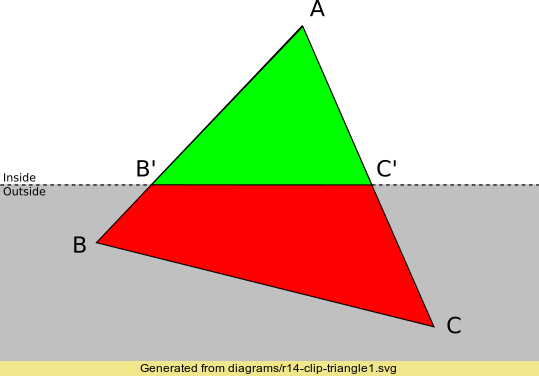 A
B'
C'
Inside
Outside
B
C
Generated from diagrams/r14-clip-triangle1.svg